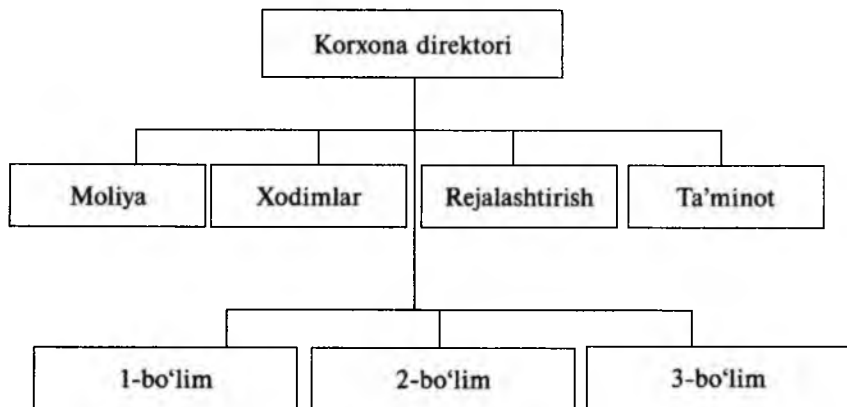 Korxona direktori
Moliya
Xodimlar
Rejalashtirish
Ta’minot
1-bo‘lim
2-bo‘lim
3-bo‘lim